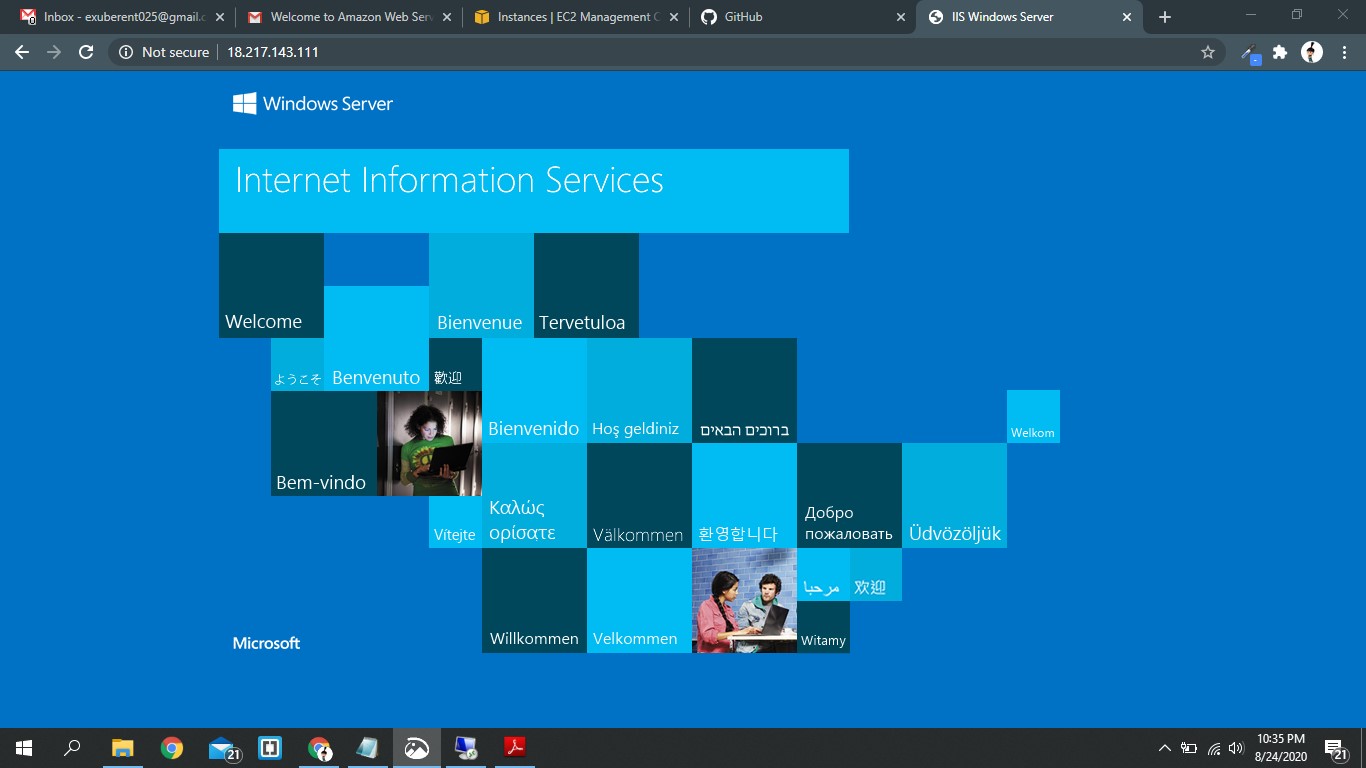 Inbox - exuberent025@gmail.c
Welcome to Amazon Web Serv
Instances | EC2 Management C
GitHub
IIS Windows Server
Not secure
18.217.143.111
Windows Server
Internet Information Services
Welcome
Bienvenue
Tervetuloa
ようこそ
Benvenuto
歡迎
Bienvenido
Hoş geldiniz
ברוכים הבאים
Welkom
Bem-vindo
Vítejte
Καλώς
ορίσατε
Välkommen
환영합니다
Добро
пожаловать
Üdvözöljük
Microsoft
Willkommen
Velkommen
مرحبا
欢迎
Witamy
21
10:35 PM
8/24/2020
21